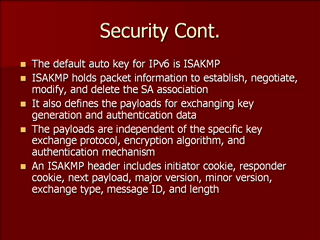 Security Cont.
The default auto key for IPv6 is ISAKMP
ISAKMP holds packet information to establish, negotiate,
modify, and delete the SA association
It also defines the payloads for exchanging key
generation and authentication data
The payloads are independent of the specific key
exchange protocol, encryption algorithm, and
authentication mechanism
An ISAKMP header includes initiator cookie, responder
cookie, next payload, major version, minor version,
exchange type, message ID, and length